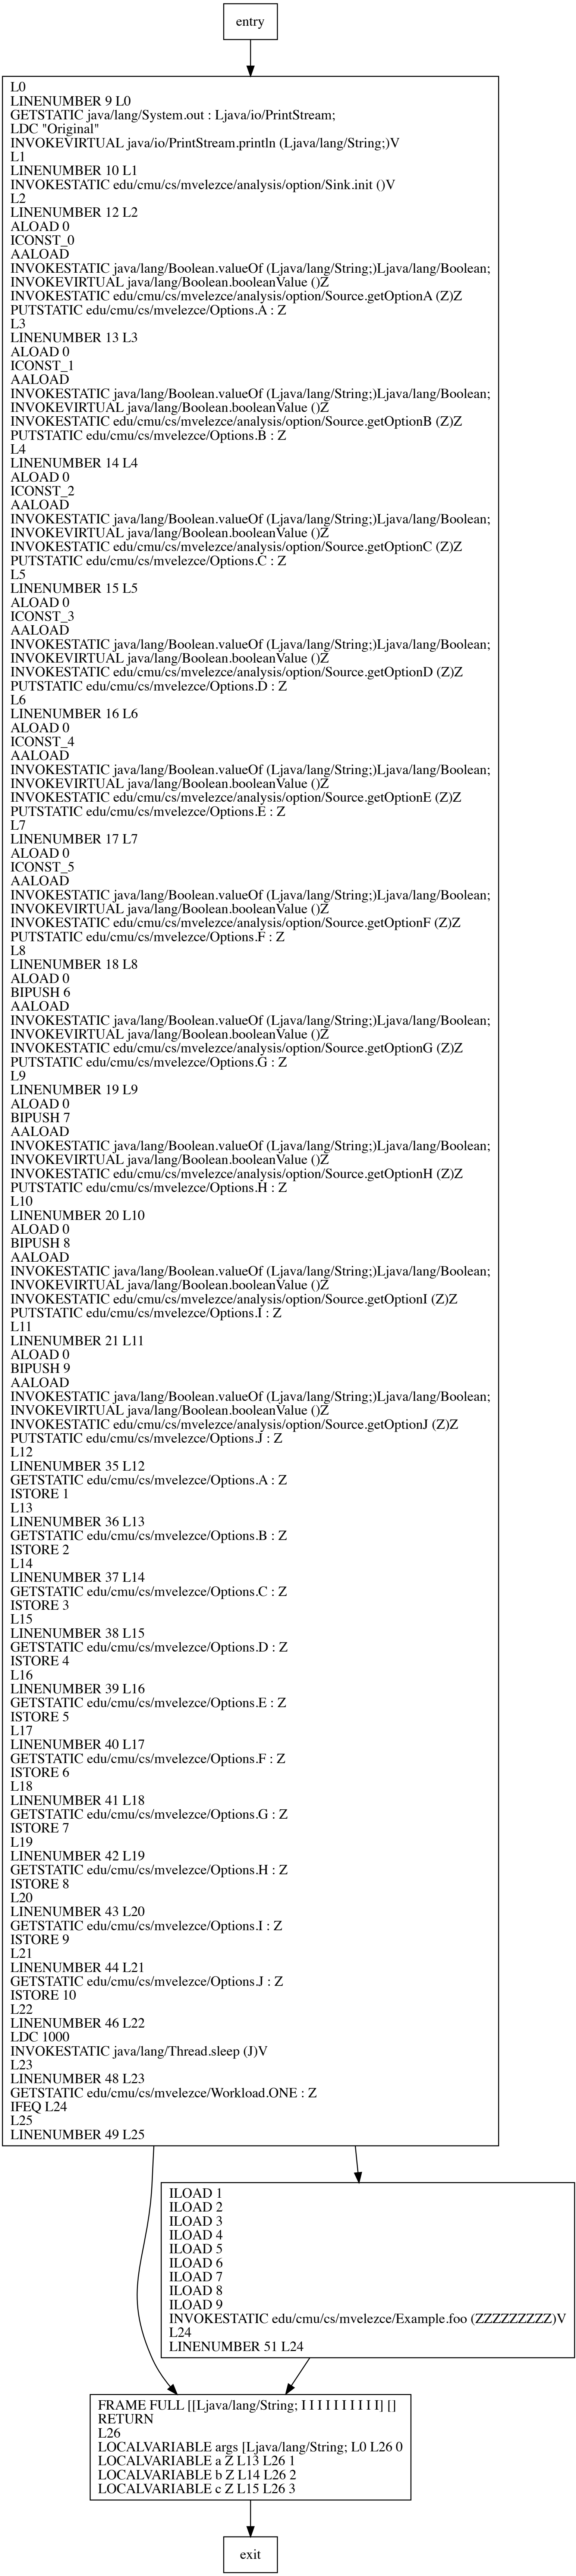 entry
L0
LINENUMBER 9 L0
GETSTATIC java/lang/System.out : Ljava/io/PrintStream;
LDC "Original"
INVOKEVIRTUAL java/io/PrintStream.println (Ljava/lang/String;)V
L1
LINENUMBER 10 L1
INVOKESTATIC edu/cmu/cs/mvelezce/analysis/option/Sink.init ()V
L2
LINENUMBER 12 L2
ALOAD 0
ICONST_0
AALOAD
INVOKESTATIC java/lang/Boolean.valueOf (Ljava/lang/String;)Ljava/lang/Boolean;
INVOKEVIRTUAL java/lang/Boolean.booleanValue ()Z
INVOKESTATIC edu/cmu/cs/mvelezce/analysis/option/Source.getOptionA (Z)Z
PUTSTATIC edu/cmu/cs/mvelezce/Options.A : Z
L3
LINENUMBER 13 L3
ALOAD 0
ICONST_1
AALOAD
INVOKESTATIC java/lang/Boolean.valueOf (Ljava/lang/String;)Ljava/lang/Boolean;
INVOKEVIRTUAL java/lang/Boolean.booleanValue ()Z
INVOKESTATIC edu/cmu/cs/mvelezce/analysis/option/Source.getOptionB (Z)Z
PUTSTATIC edu/cmu/cs/mvelezce/Options.B : Z
L4
LINENUMBER 14 L4
ALOAD 0
ICONST_2
AALOAD
INVOKESTATIC java/lang/Boolean.valueOf (Ljava/lang/String;)Ljava/lang/Boolean;
INVOKEVIRTUAL java/lang/Boolean.booleanValue ()Z
INVOKESTATIC edu/cmu/cs/mvelezce/analysis/option/Source.getOptionC (Z)Z
PUTSTATIC edu/cmu/cs/mvelezce/Options.C : Z
L5
LINENUMBER 15 L5
ALOAD 0
ICONST_3
AALOAD
INVOKESTATIC java/lang/Boolean.valueOf (Ljava/lang/String;)Ljava/lang/Boolean;
INVOKEVIRTUAL java/lang/Boolean.booleanValue ()Z
INVOKESTATIC edu/cmu/cs/mvelezce/analysis/option/Source.getOptionD (Z)Z
PUTSTATIC edu/cmu/cs/mvelezce/Options.D : Z
L6
LINENUMBER 16 L6
ALOAD 0
ICONST_4
AALOAD
INVOKESTATIC java/lang/Boolean.valueOf (Ljava/lang/String;)Ljava/lang/Boolean;
INVOKEVIRTUAL java/lang/Boolean.booleanValue ()Z
INVOKESTATIC edu/cmu/cs/mvelezce/analysis/option/Source.getOptionE (Z)Z
PUTSTATIC edu/cmu/cs/mvelezce/Options.E : Z
L7
LINENUMBER 17 L7
ALOAD 0
ICONST_5
AALOAD
INVOKESTATIC java/lang/Boolean.valueOf (Ljava/lang/String;)Ljava/lang/Boolean;
INVOKEVIRTUAL java/lang/Boolean.booleanValue ()Z
INVOKESTATIC edu/cmu/cs/mvelezce/analysis/option/Source.getOptionF (Z)Z
PUTSTATIC edu/cmu/cs/mvelezce/Options.F : Z
L8
LINENUMBER 18 L8
ALOAD 0
BIPUSH 6
AALOAD
INVOKESTATIC java/lang/Boolean.valueOf (Ljava/lang/String;)Ljava/lang/Boolean;
INVOKEVIRTUAL java/lang/Boolean.booleanValue ()Z
INVOKESTATIC edu/cmu/cs/mvelezce/analysis/option/Source.getOptionG (Z)Z
PUTSTATIC edu/cmu/cs/mvelezce/Options.G : Z
L9
LINENUMBER 19 L9
ALOAD 0
BIPUSH 7
AALOAD
INVOKESTATIC java/lang/Boolean.valueOf (Ljava/lang/String;)Ljava/lang/Boolean;
INVOKEVIRTUAL java/lang/Boolean.booleanValue ()Z
INVOKESTATIC edu/cmu/cs/mvelezce/analysis/option/Source.getOptionH (Z)Z
PUTSTATIC edu/cmu/cs/mvelezce/Options.H : Z
L10
LINENUMBER 20 L10
ALOAD 0
BIPUSH 8
AALOAD
INVOKESTATIC java/lang/Boolean.valueOf (Ljava/lang/String;)Ljava/lang/Boolean;
INVOKEVIRTUAL java/lang/Boolean.booleanValue ()Z
INVOKESTATIC edu/cmu/cs/mvelezce/analysis/option/Source.getOptionI (Z)Z
PUTSTATIC edu/cmu/cs/mvelezce/Options.I : Z
L11
LINENUMBER 21 L11
ALOAD 0
BIPUSH 9
AALOAD
INVOKESTATIC java/lang/Boolean.valueOf (Ljava/lang/String;)Ljava/lang/Boolean;
INVOKEVIRTUAL java/lang/Boolean.booleanValue ()Z
INVOKESTATIC edu/cmu/cs/mvelezce/analysis/option/Source.getOptionJ (Z)Z
PUTSTATIC edu/cmu/cs/mvelezce/Options.J : Z
L12
LINENUMBER 35 L12
GETSTATIC edu/cmu/cs/mvelezce/Options.A : Z
ISTORE 1
L13
LINENUMBER 36 L13
GETSTATIC edu/cmu/cs/mvelezce/Options.B : Z
ISTORE 2
L14
LINENUMBER 37 L14
GETSTATIC edu/cmu/cs/mvelezce/Options.C : Z
ISTORE 3
L15
LINENUMBER 38 L15
GETSTATIC edu/cmu/cs/mvelezce/Options.D : Z
ISTORE 4
L16
LINENUMBER 39 L16
GETSTATIC edu/cmu/cs/mvelezce/Options.E : Z
ISTORE 5
L17
LINENUMBER 40 L17
GETSTATIC edu/cmu/cs/mvelezce/Options.F : Z
ISTORE 6
L18
LINENUMBER 41 L18
GETSTATIC edu/cmu/cs/mvelezce/Options.G : Z
ISTORE 7
L19
LINENUMBER 42 L19
GETSTATIC edu/cmu/cs/mvelezce/Options.H : Z
ISTORE 8
L20
LINENUMBER 43 L20
GETSTATIC edu/cmu/cs/mvelezce/Options.I : Z
ISTORE 9
L21
LINENUMBER 44 L21
GETSTATIC edu/cmu/cs/mvelezce/Options.J : Z
ISTORE 10
L22
LINENUMBER 46 L22
LDC 1000
INVOKESTATIC java/lang/Thread.sleep (J)V
L23
LINENUMBER 48 L23
GETSTATIC edu/cmu/cs/mvelezce/Workload.ONE : Z
IFEQ L24
L25
LINENUMBER 49 L25
ILOAD 1
ILOAD 2
ILOAD 3
ILOAD 4
ILOAD 5
ILOAD 6
ILOAD 7
ILOAD 8
ILOAD 9
INVOKESTATIC edu/cmu/cs/mvelezce/Example.foo (ZZZZZZZZZ)V
L24
LINENUMBER 51 L24
FRAME FULL [[Ljava/lang/String; I I I I I I I I I I] []
RETURN
L26
LOCALVARIABLE args [Ljava/lang/String; L0 L26 0
LOCALVARIABLE a Z L13 L26 1
LOCALVARIABLE b Z L14 L26 2
LOCALVARIABLE c Z L15 L26 3
exit